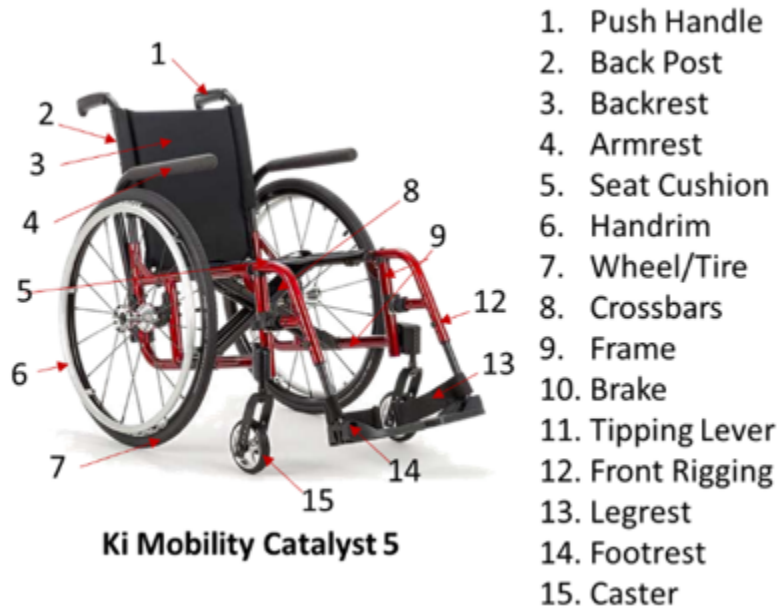 1
2
3
4
5
6
7
8
9
12
13
14
15
Ki Mobility Catalyst 5
1. Push Handle
2. Back Post
3. Backrest
4. Armrest
5. Seat Cushion
6. Handrim
7. Wheel/Tire
8. Crossbars
9. Frame
10. Brake
11. Tipping Lever
12. Front Rigging
13. Legrest
14. Footrest
15. Caster